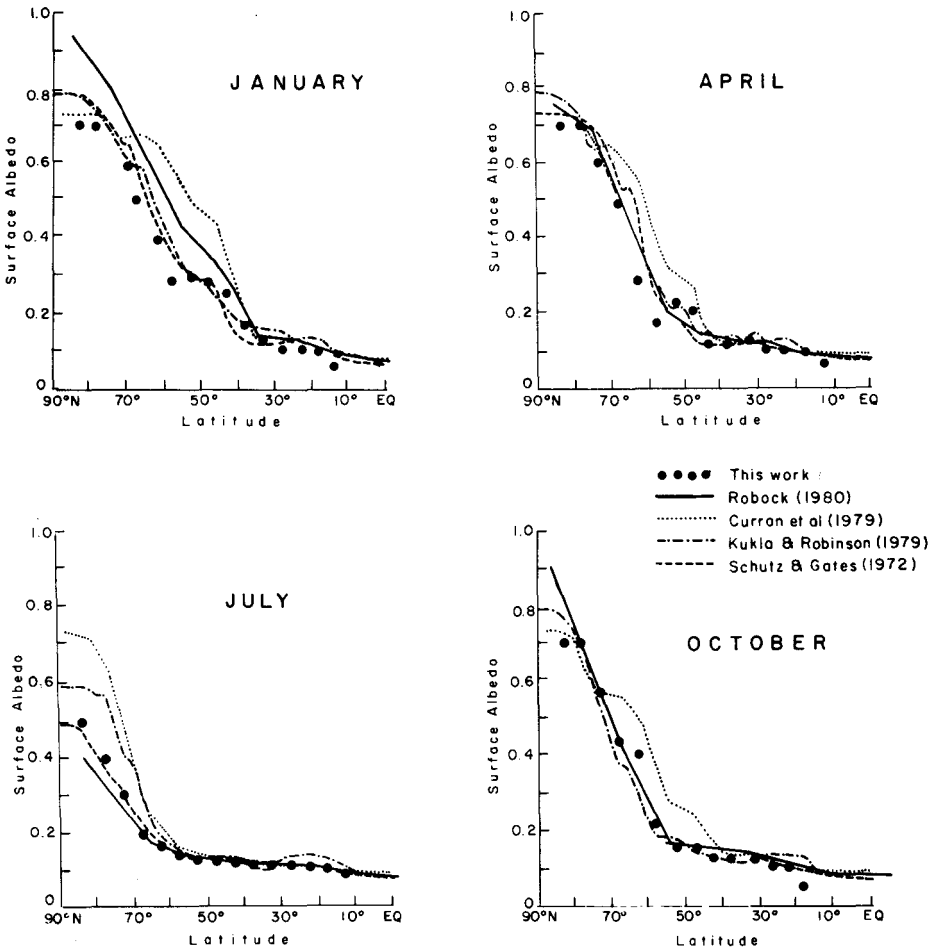 JANUARY
1.0
0.8
0.6
0.4
0.2
0
Surface Albedo
90°N 70° 50° 30° 10° EQ
Latitude
APRIL
1.0
0.8
0.6
0.4
0.2
0
Surface Albedo
90° 70° 50° 30° 10° EQ
Latitude
This work
Robock (1980)
Curran et al (1979)
Kukla & Robinson (1979)
Schutz & Gates (1972)
JULY
1.0
0.8
0.6
0.4
0.2
0
Surface Albedo
90°N 70° 50° 30° 10° EQ
Latitude
OCTOBER
1.0
0.8
0.6
0.4
0.2
0
Surface Albedo
90°N 70° 50° 30° 10° EQ
Latitude